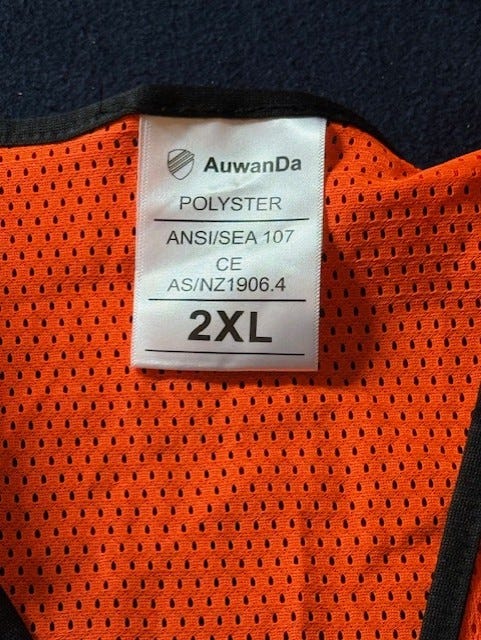 AuwanDa
POLYSTER
ANSI/SEA 107
CE
AS/NZ1906.4
2XL